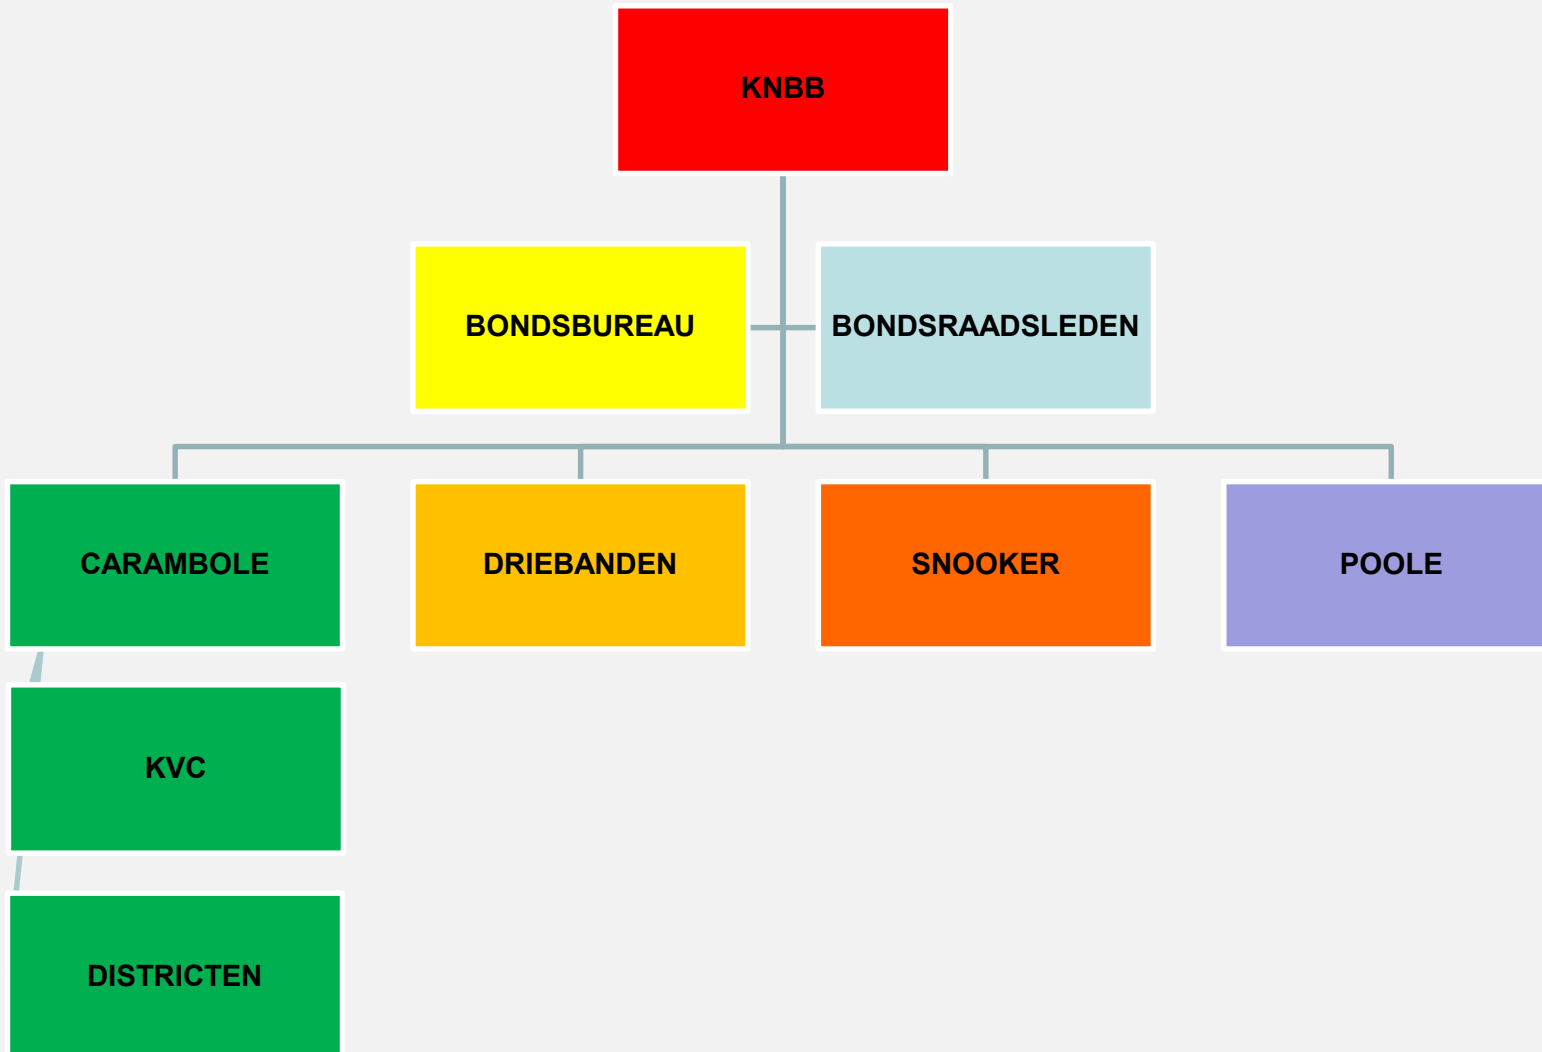 KNBB
BONDSBUREAU
BONDSRAADSLEDEN
CARAMBOLE
DRIEBANDEN
SNOOKER
POOLE
KVC
DISTRICTEN